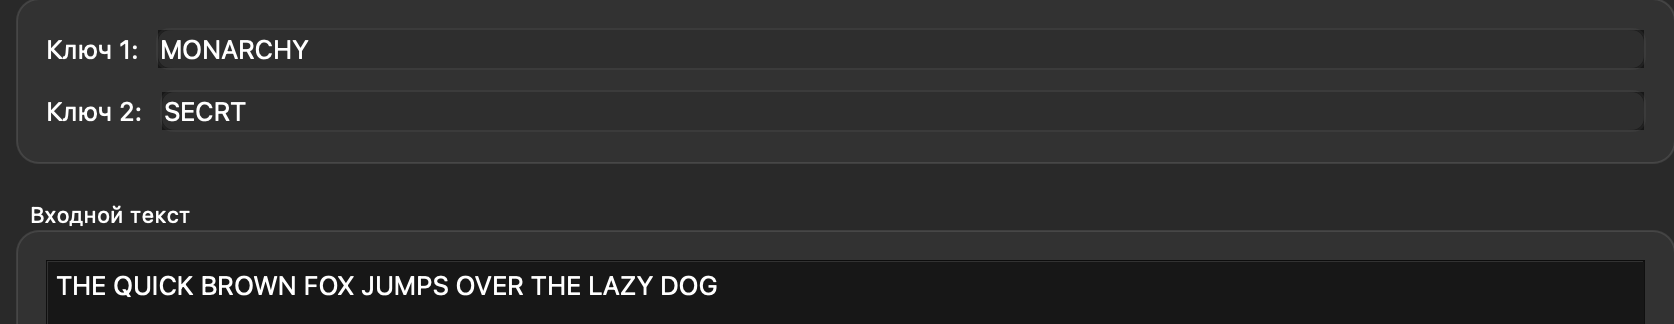 Ключ 1: MONARCHY
Ключ 2: SECRT
Входной текст
THE QUICK BROWN FOX JUMPS OVER THE LAZY DOG